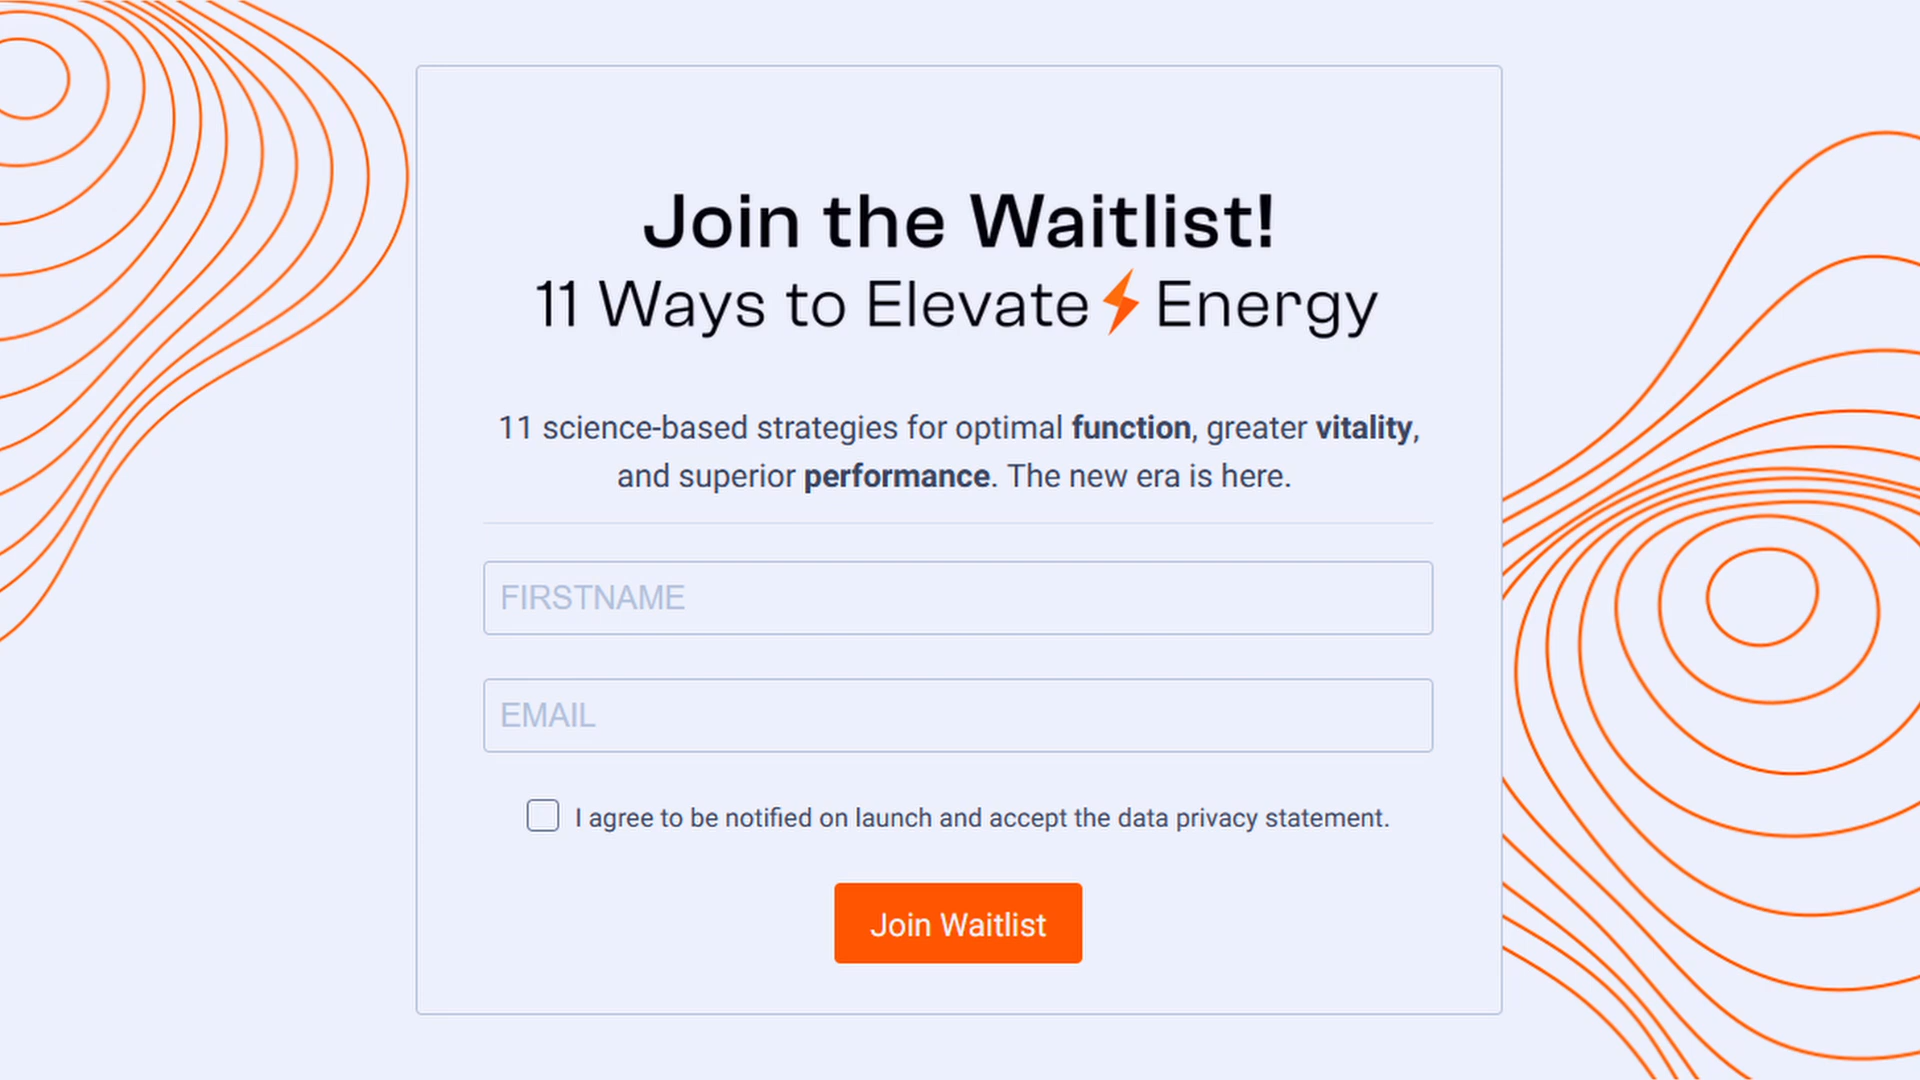 Join the Waitlist!
11 Ways to Elevate Energy
11 science-based strategies for optimal function, greater vitality,
and superior performance. The new era is here.
FIRSTNAME
EMAIL
I agree to be notified on launch and accept the data privacy statement.
Join Waitlist